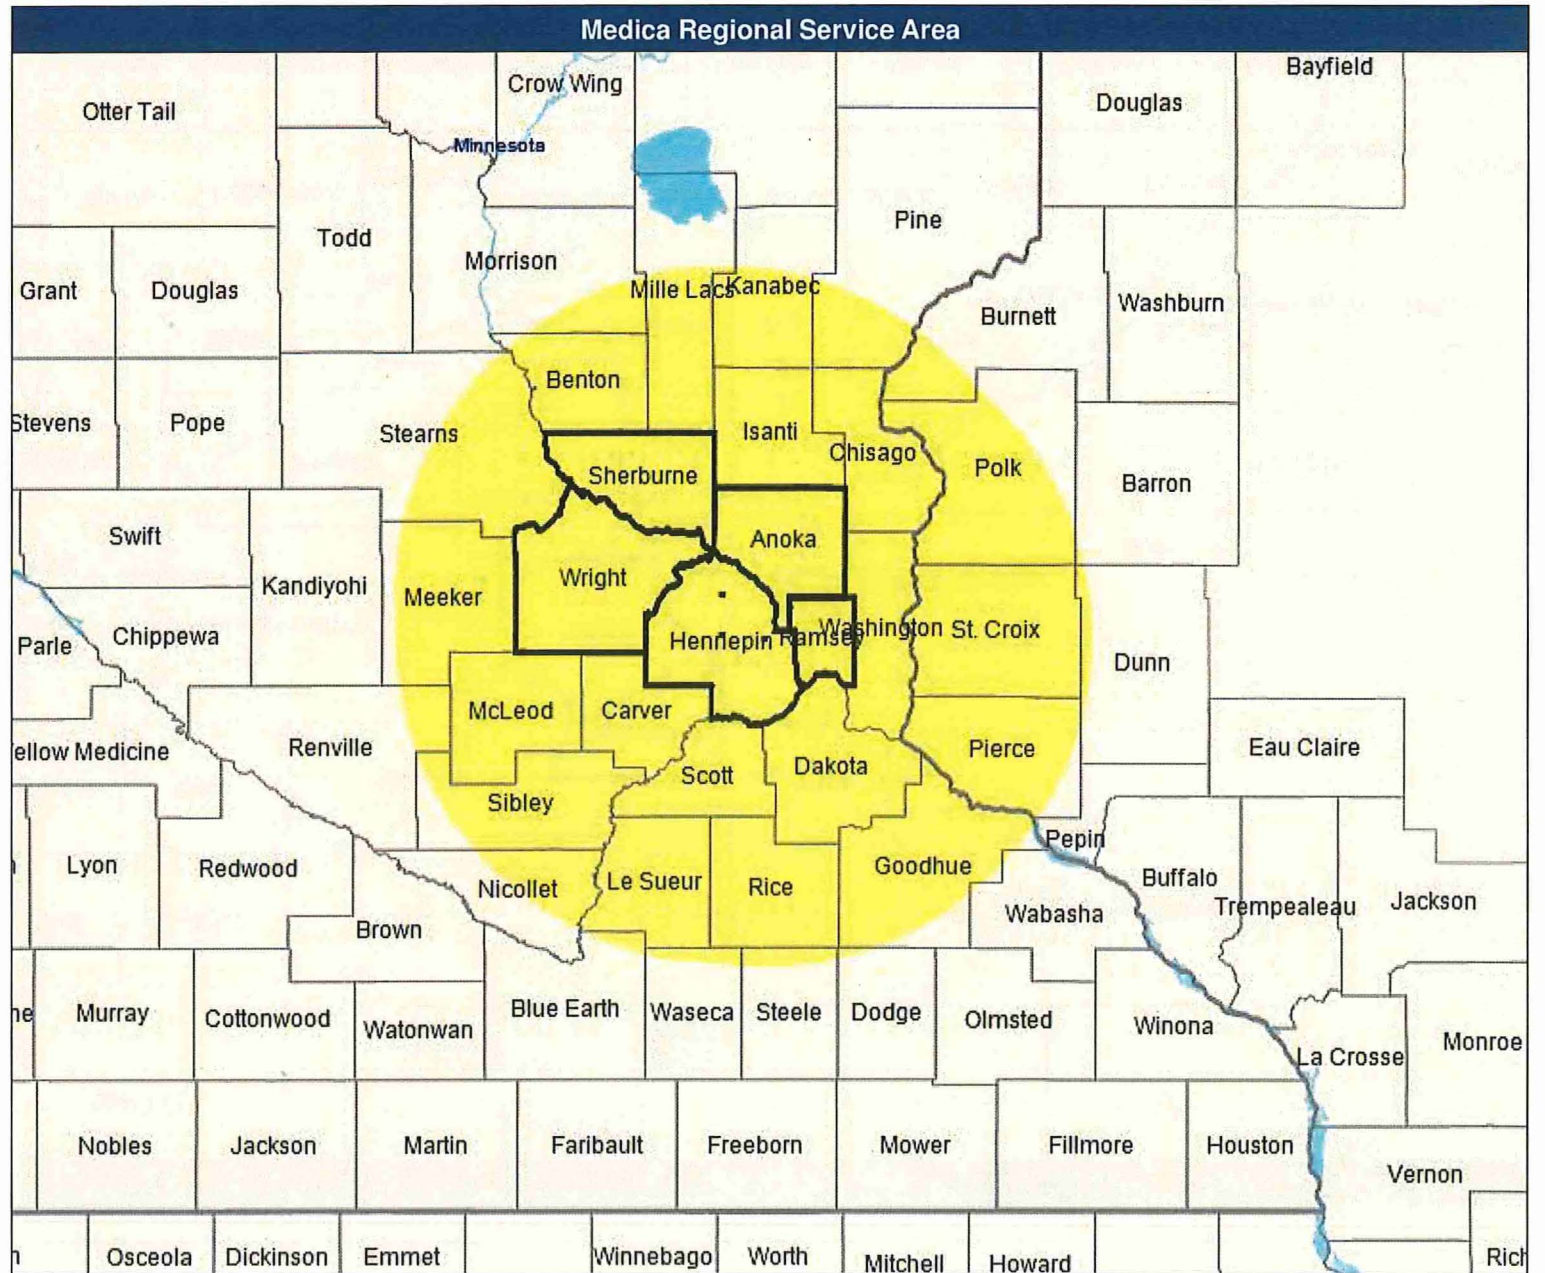 Medica Regional Service Area
Bayfield
Crow Wing
Douglas
Otter Tail
Minnesota
Pine
Todd
Morrison
Grant
Douglas
Mille Lacs
Kanabec
Washburn
Burnett
Benton
Stevens
Pope
Stearns
Isanti
Chisago
Polk
Sherburne
Barron
Swift
Anoka
Wright
Kandiyohi
Meeker
Washington
St. Croix
Parle
Chippewa
Hennepin
Ramsey
Dunn
McLeod
Carver
Renville
ellow Medicine
Pierce
Eau Claire
Scott
Dakota
Sibley
Pepin
Lyon
Redwood
Goodhue
Nicollet
Le Sueur
Rice
Buffalo
Trempealeau
Jackson
Wabasha
Brown
Murray
Cottonwood
Watonwan
Blue Earth
Waseca
Steele
Dodge
Olmsted
Winona
Monroe
La Crosse
Nobles
Jackson
Martin
Faribault
Freeborn
Mower
Fillmore
Houston
Vernon
Osceola
Dickinson
Emmet
Winnebago
Worth
Mitchell
Howard
Rich